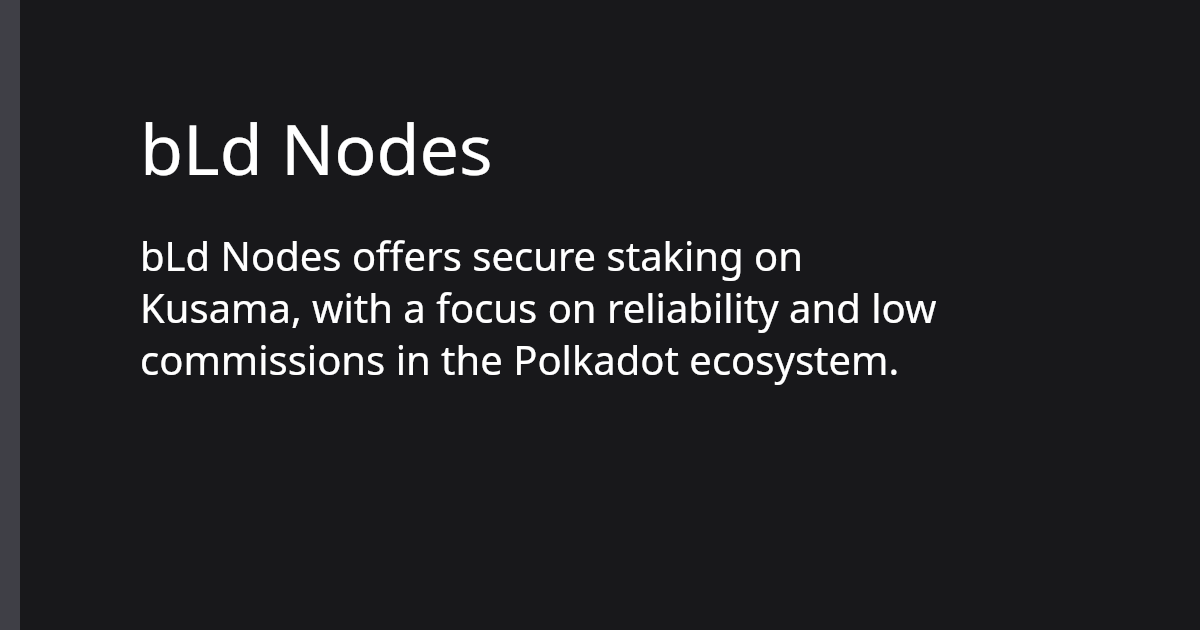 bLd Nodes
bLd Nodes offers secure staking on
Kusama, with a focus on reliability and low
commissions in the Polkadot ecosystem.